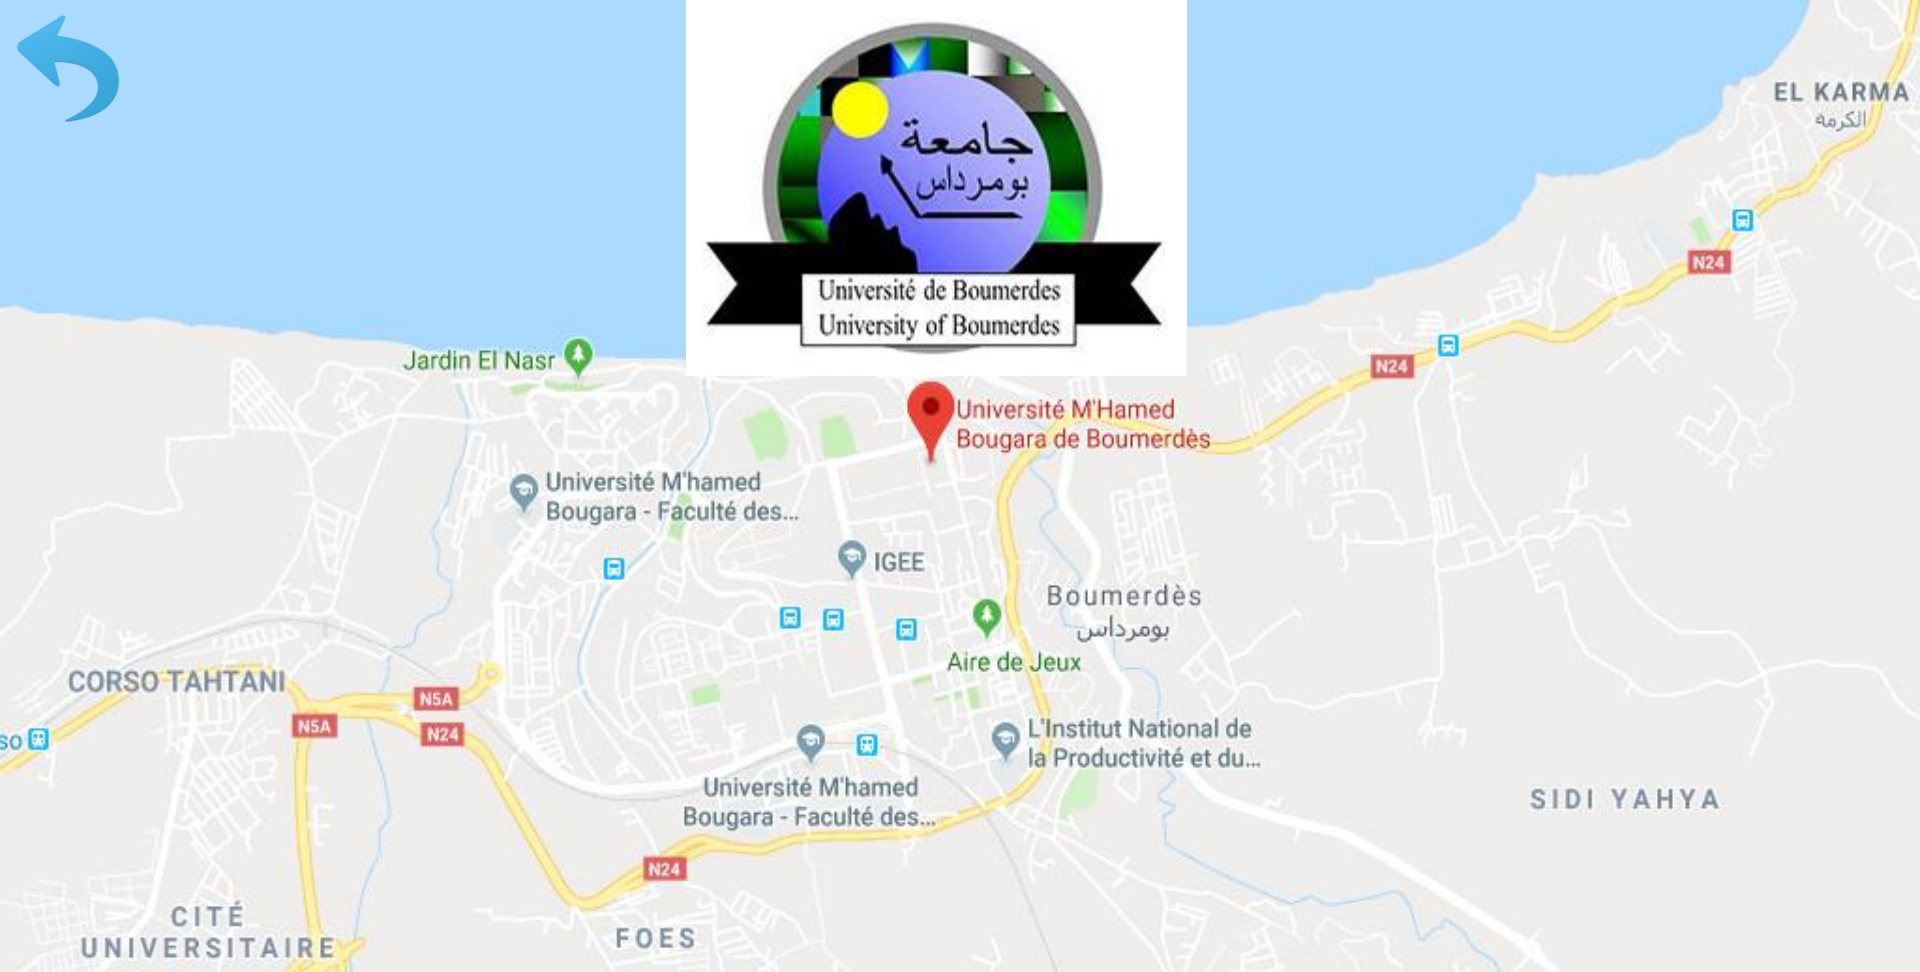 جامعة
بومرداس
Université de Boumerdes
University of Boumerdes
EL KARMA
الكرمة
N24
N24
Jardin El Nasr
Université M'Hamed
Bougara de Boumerdès
Université M'hamed
Bougara - Faculté des...
IGEE
Boumerdès
بومرداس
Aire de Jeux
CORSO TAHTANI
N5A
N5A
N24
so
L'Institut National de
la Productivité et du...
Université M'hamed
Bougara - Faculté des...
SIDI YAHYA
N24
CITÉ
UNIVERSITAIRE
FOES